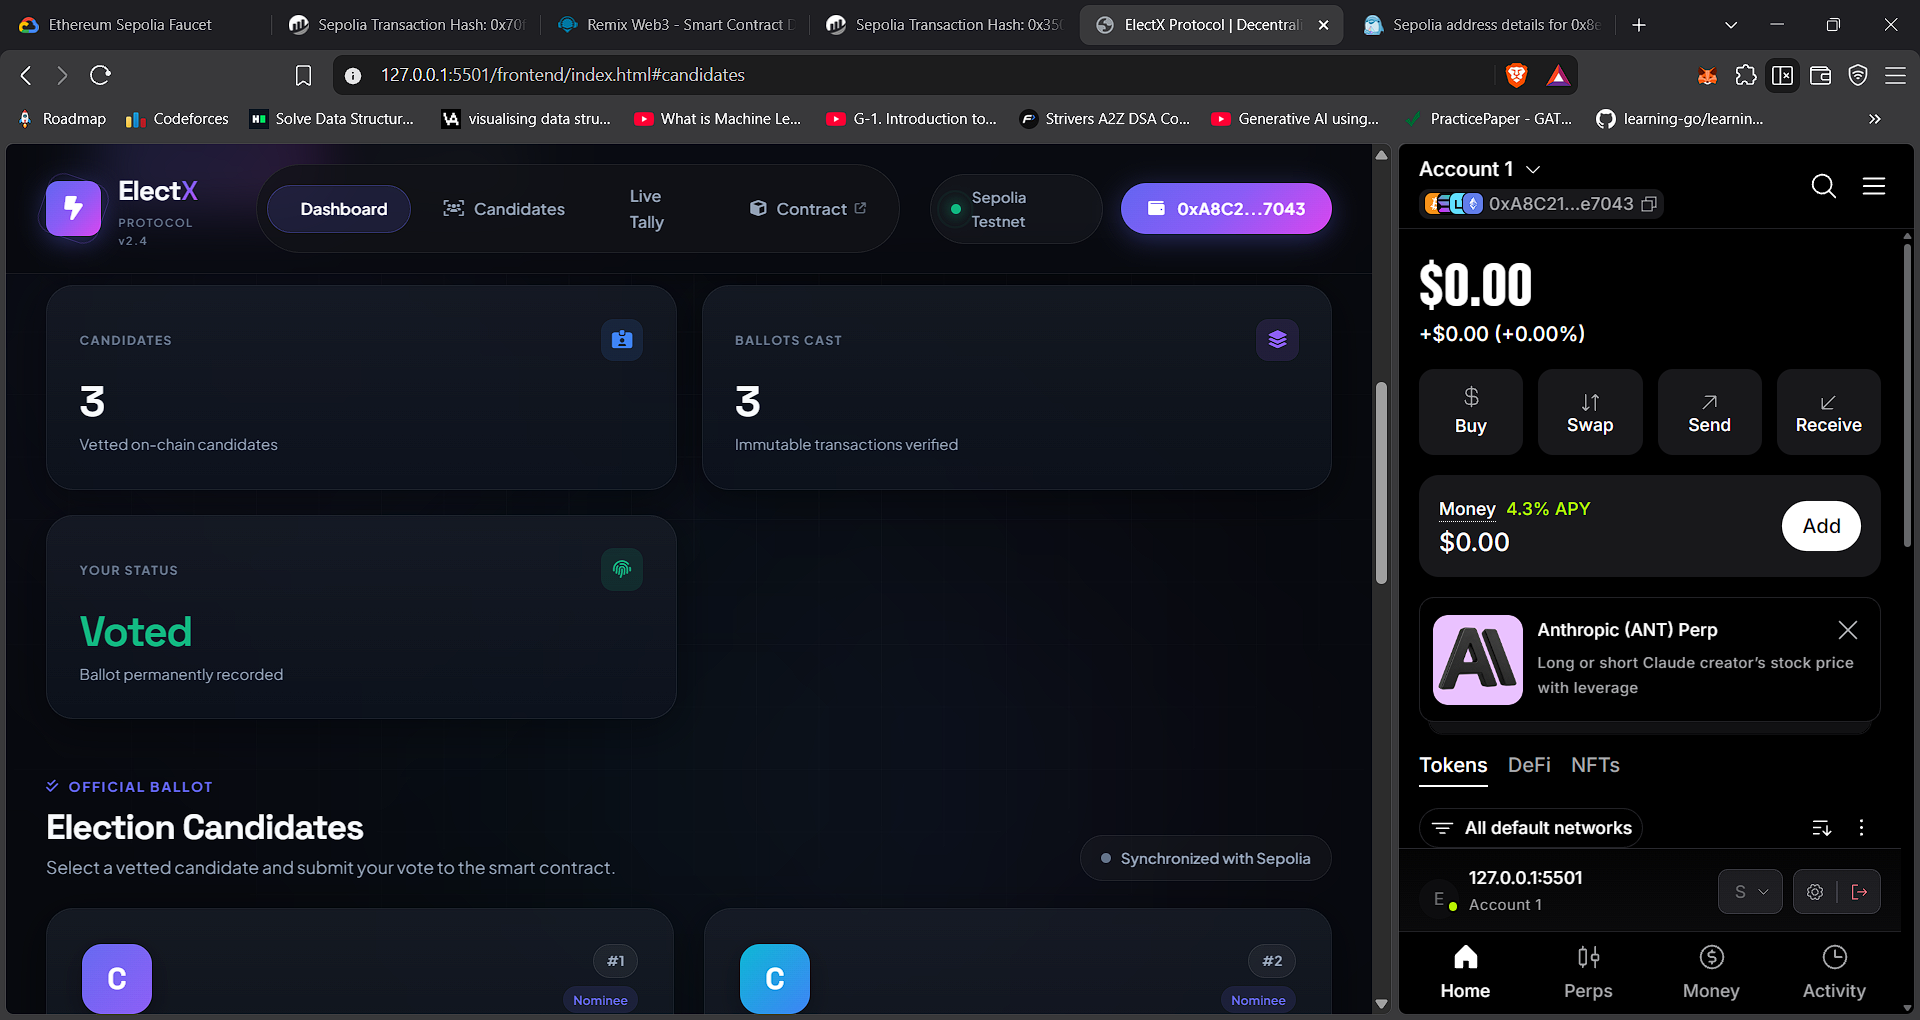 Ethereum Sepolia Faucet
Sepolia Transaction Hash: 0x70f
Remix Web3 - Smart Contract D
Sepolia Transaction Hash: 0x350
ElectX Protocol | Decentrali
Sepolia address details for 0x8e
127.0.0.1:5501/frontend/index.html#candidates
Roadmap
Codeforces
Solve Data Structur...
visualising data stru...
What is Machine Le...
G-1. Introduction to...
Strivers A2Z DSA Co...
Generative AI using...
PracticePaper - GAT...
learning-go/learnin...
ElectX
PROTOCOL
v2.4
Dashboard
Candidates
Live
Tally
Contract
Sepolia
Testnet
0xA8C2...7043
CANDIDATES
3
Vetted on-chain candidates
BALLOTS CAST
3
Immutable transactions verified
YOUR STATUS
Voted
Ballot permanently recorded
OFFICIAL BALLOT
Election Candidates
Select a vetted candidate and submit your vote to the smart contract.
Synchronized with Sepolia
C
#1
Nominee
C
#2
Nominee
Account 1
0xA8C21...e7043
$0.00
+$0.00 (+0.00%)
Buy
Swap
Send
Receive
Money 4.3% APY
$0.00
Add
Anthropic (ANT) Perp
Long or short Claude creator's stock price
with leverage
Tokens
DeFi
NFTs
All default networks
E
127.0.0.1:5501
Account 1
S
Home
Perps
Money
Activity